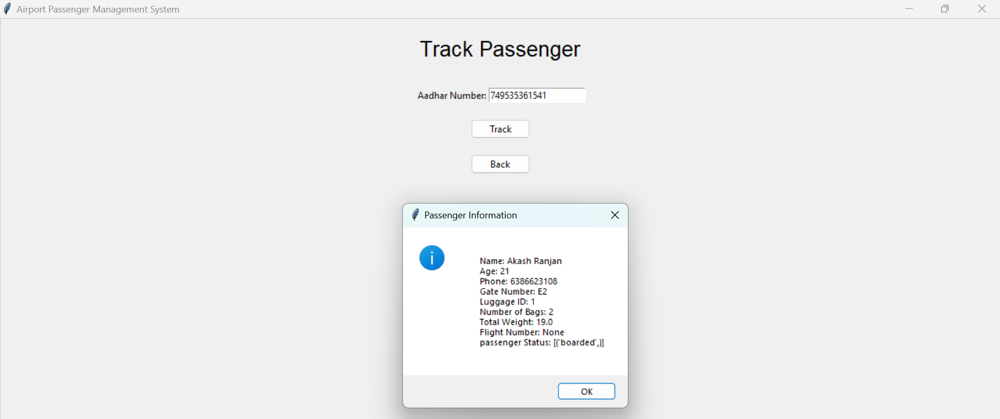 Airport Passenger Management System
Track Passenger
Aadhar Number: 749535361541
Track
Back
Passenger Information
Name: Akash Ranjan
Age: 21
Phone: 6386623108
Gate Number: E2
Luggage ID: 1
Number of Bags: 2
Total Weight: 19.0
Flight Number: None
passenger Status: [('boarded',)]
OK